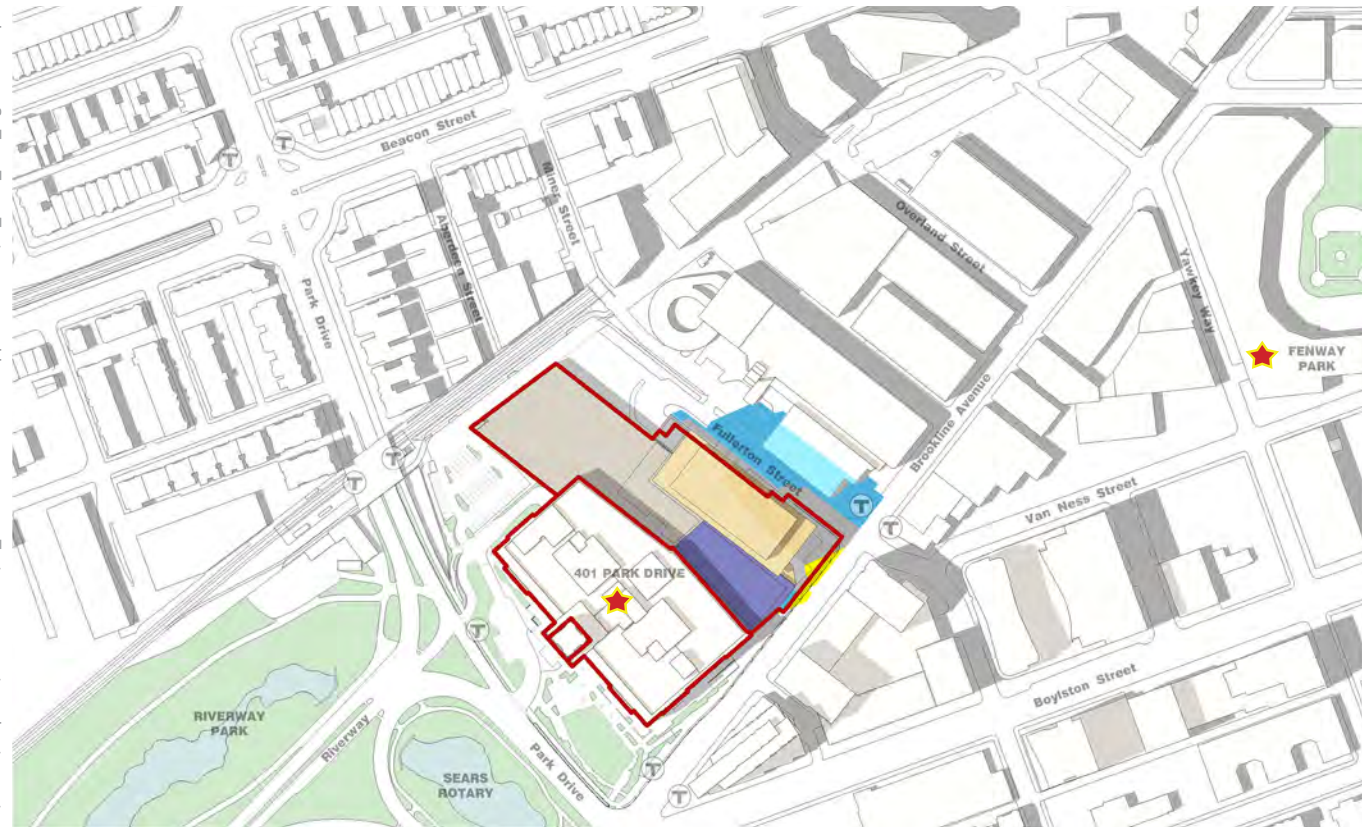 Beacon Street
Miner Street
Aberdeen Street
Overland Street
Park Drive
Yawkey Way
FENWAY
PARK
Brookline Avenue
Fullerton Street
Van Ness Street
401 PARK DRIVE
Boylston Street
RIVERWAY
PARK
Riverway
Park Drive
SEARS
ROTARY
T
T
T
T
T
T
T
T
T